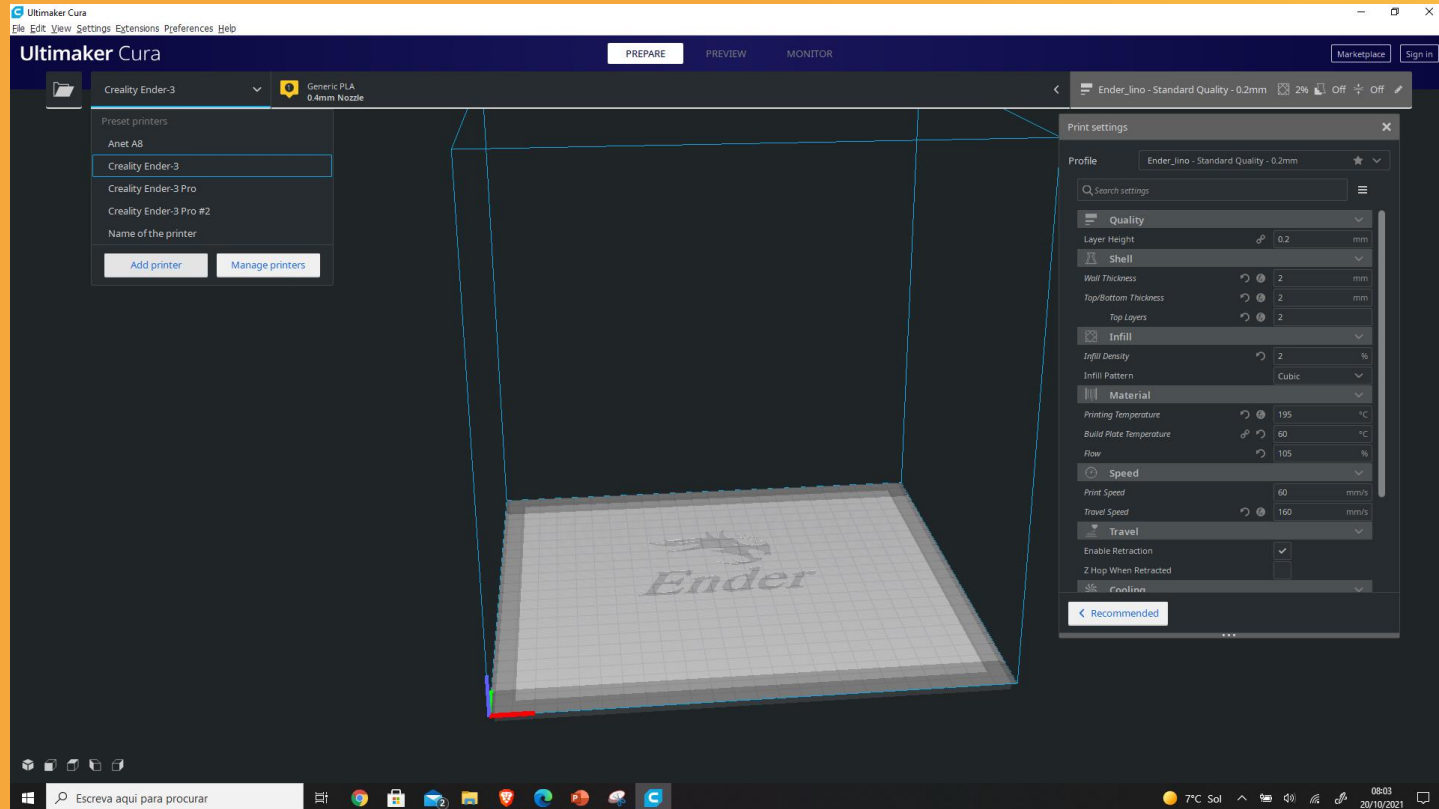 Ultimaker Cura
File Edit View Settings Extensions Preferences Help
Ultimaker Cura
PREPARE PREVIEW MONITOR
Marketplace Sign in
Creality Ender-3
Generic PLA
0.4mm Nozzle
Ender_lino - Standard Quality - 0.2mm 2% Off Off
Preset printers
Anet A8
Creality Ender-3
Creality Ender-3 Pro
Creality Ender-3 Pro #2
Name of the printer
Add printer Manage printers
Print settings
Profile Ender_lino - Standard Quality - 0.2mm
Search settings
Quality
Layer Height 0.2 mm
Shell
Wall Thickness 2 mm
Top/Bottom Thickness 2 mm
Top Layers 2
Infill
Infill Density 2 %
Infill Pattern Cubic
Material
Printing Temperature 195 °C
Build Plate Temperature 60 °C
Flow 105 %
Speed
Print Speed 60 mm/s
Travel Speed 160 mm/s
Travel
Enable Retraction
Z Hop When Retracted
Cooling
Recommended
Ender
Escreva aqui para procurar
2
7°C Sol
08:03
20/10/2021